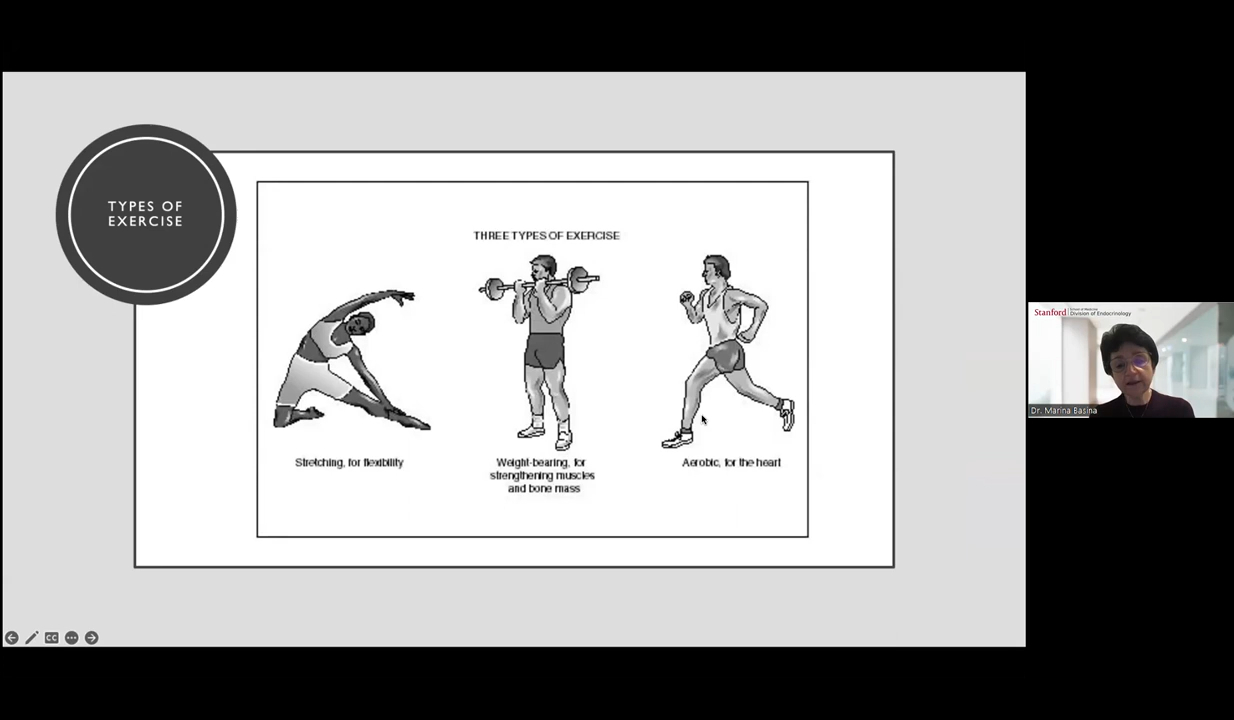 TYPES OF
EXERCISE
THREE TYPES OF EXERCISE
Stretching, for flexibility
Weight-bearing, for
strengthening muscles
and bone mass
Aerobic, for the heart
CC
Stanford
Division of Endocrinology
Dr. Marina Basina